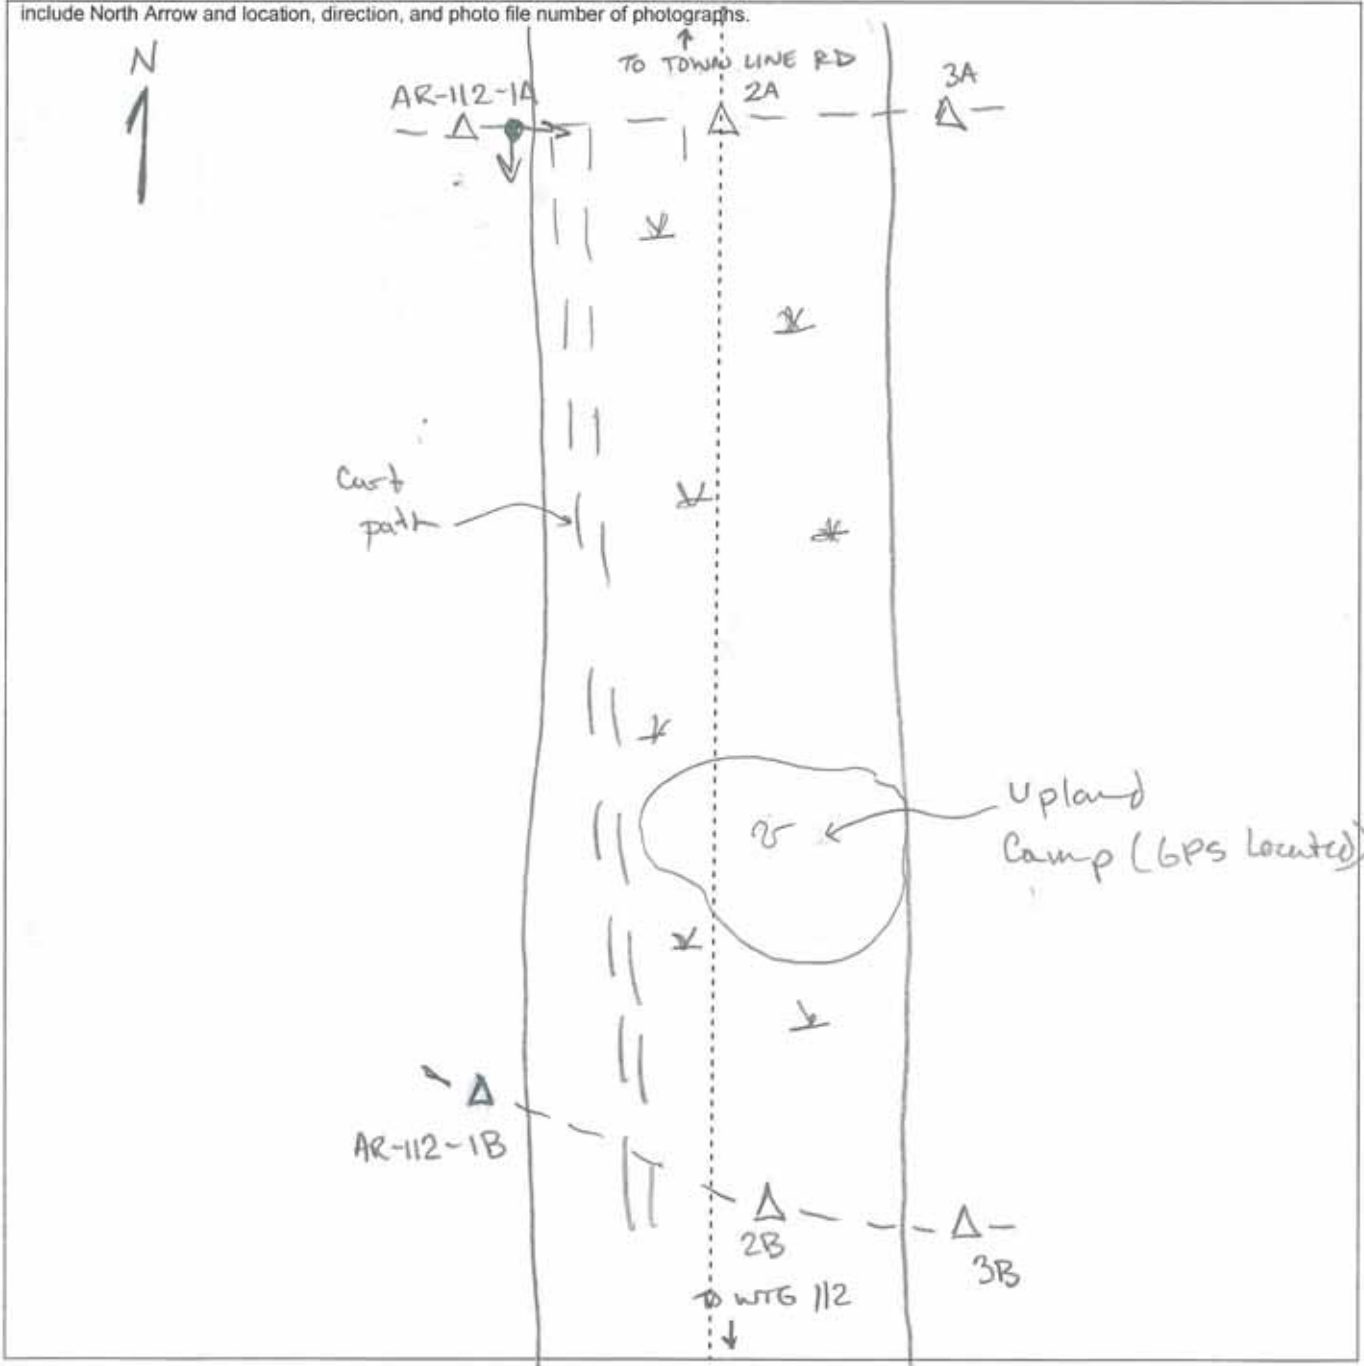 include North Arrow and location, direction, and photo file number of photographs.
N
TO TOWN LINE RD
AR-112-1A
2A
3A
Cart
path
Upland
Camp (GPS Located)
AR-112-1B
2B
3B
TO WTG 112